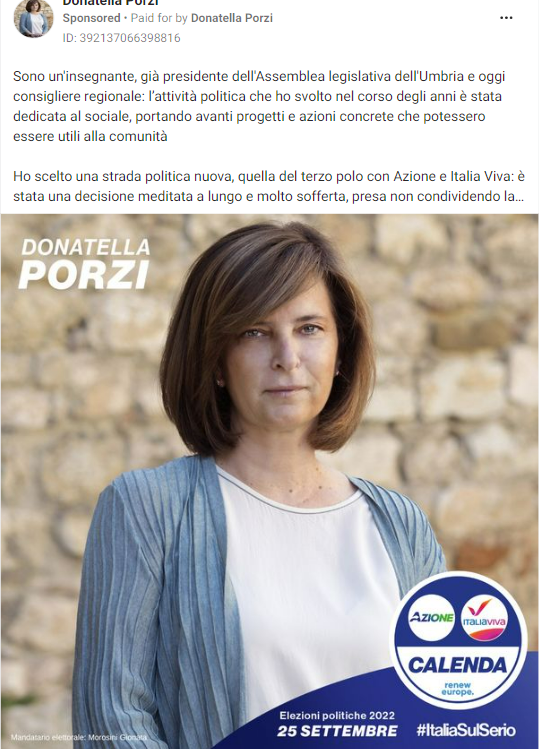 Donatella Porzi
Sponsored • Paid for by Donatella Porzi
ID: 392137066398816
Sono un'insegnante, già presidente dell'Assemblea legislativa dell'Umbria e oggi
consigliere regionale: l’attività politica che ho svolto nel corso degli anni è stata
dedicata al sociale, portando avanti progetti e azioni concrete che potessero
essere utili alla comunità
Ho scelto una strada politica nuova, quella del terzo polo con Azione e Italia Viva: è
stata una decisione meditata a lungo e molto sofferta, presa non condividendo la...
DONATELLA
PORZI
AZIONE
ITALIAVIVA
CALENDA
renew
europe.
Elezioni politiche 2022
25 SETTEMBRE
#ItaliaSulSerio
Mandatario elettorale: Morosini Gionata